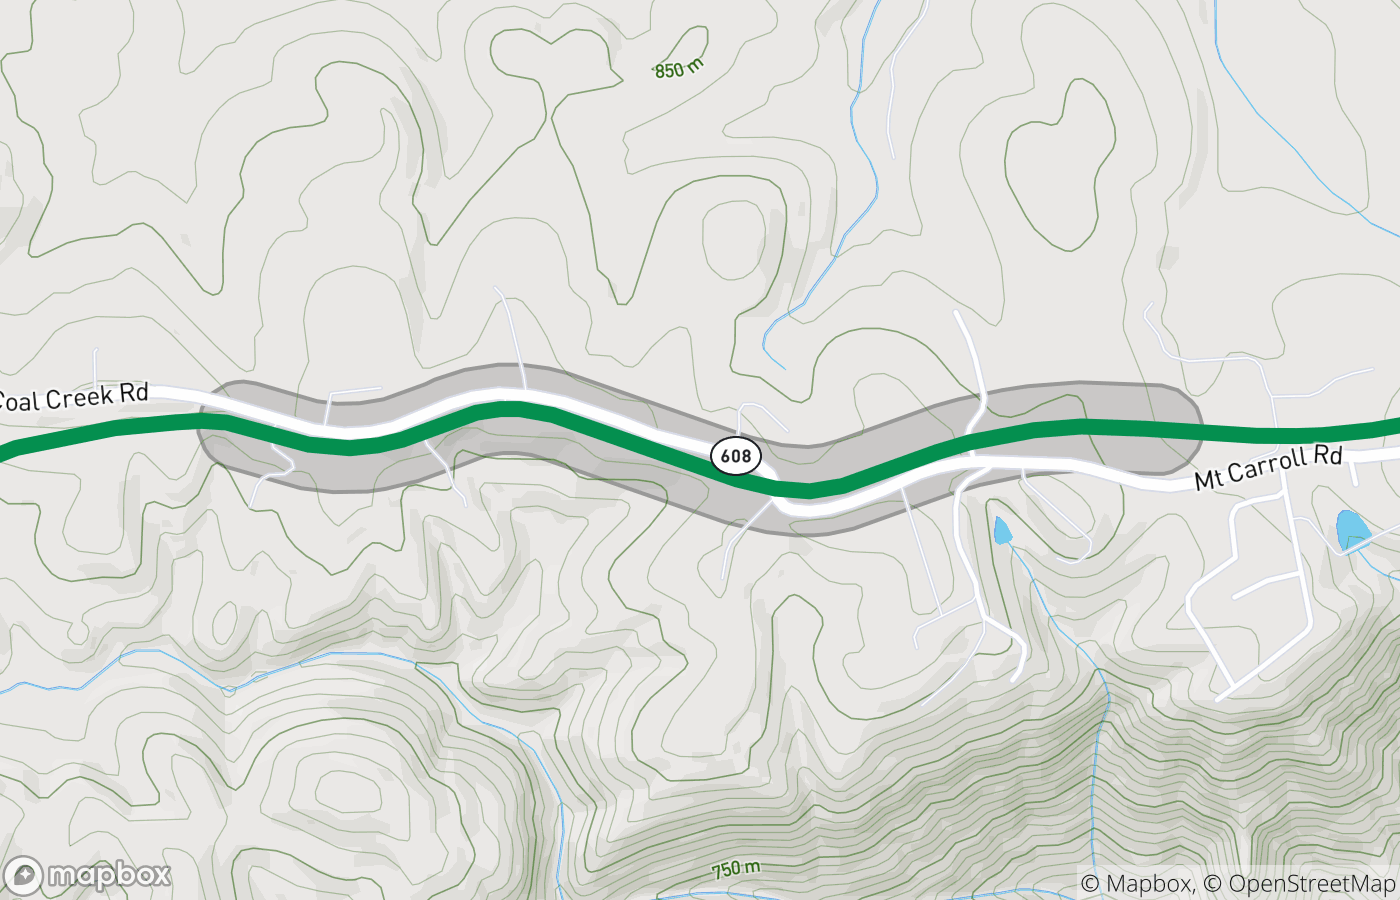 850 m
Coal Creek Rd
608
Mt Carroll Rd
750 m
mapbox
© Mapbox, © OpenStreetMap